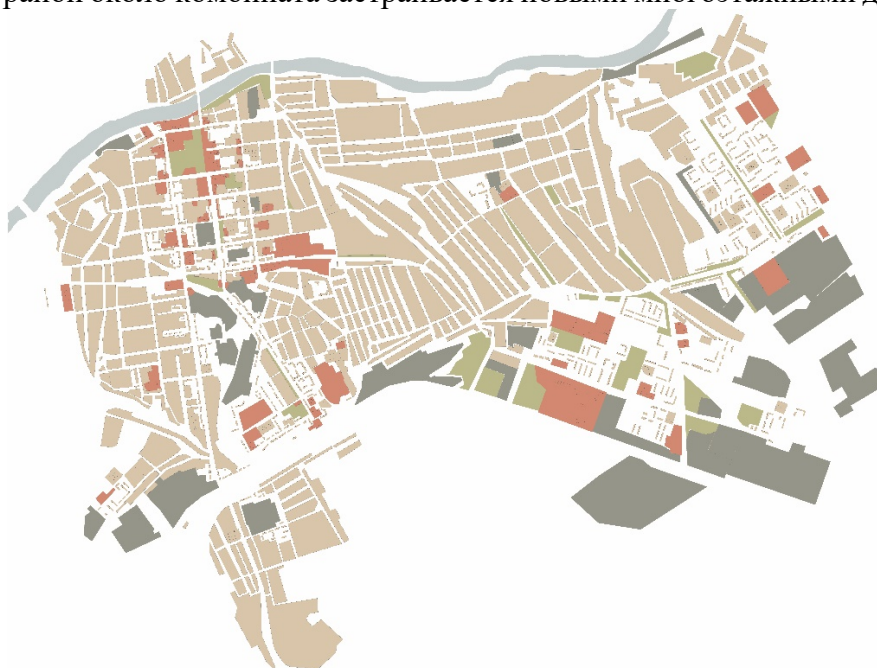 район около комбината застраивается новыми многоэтажными д